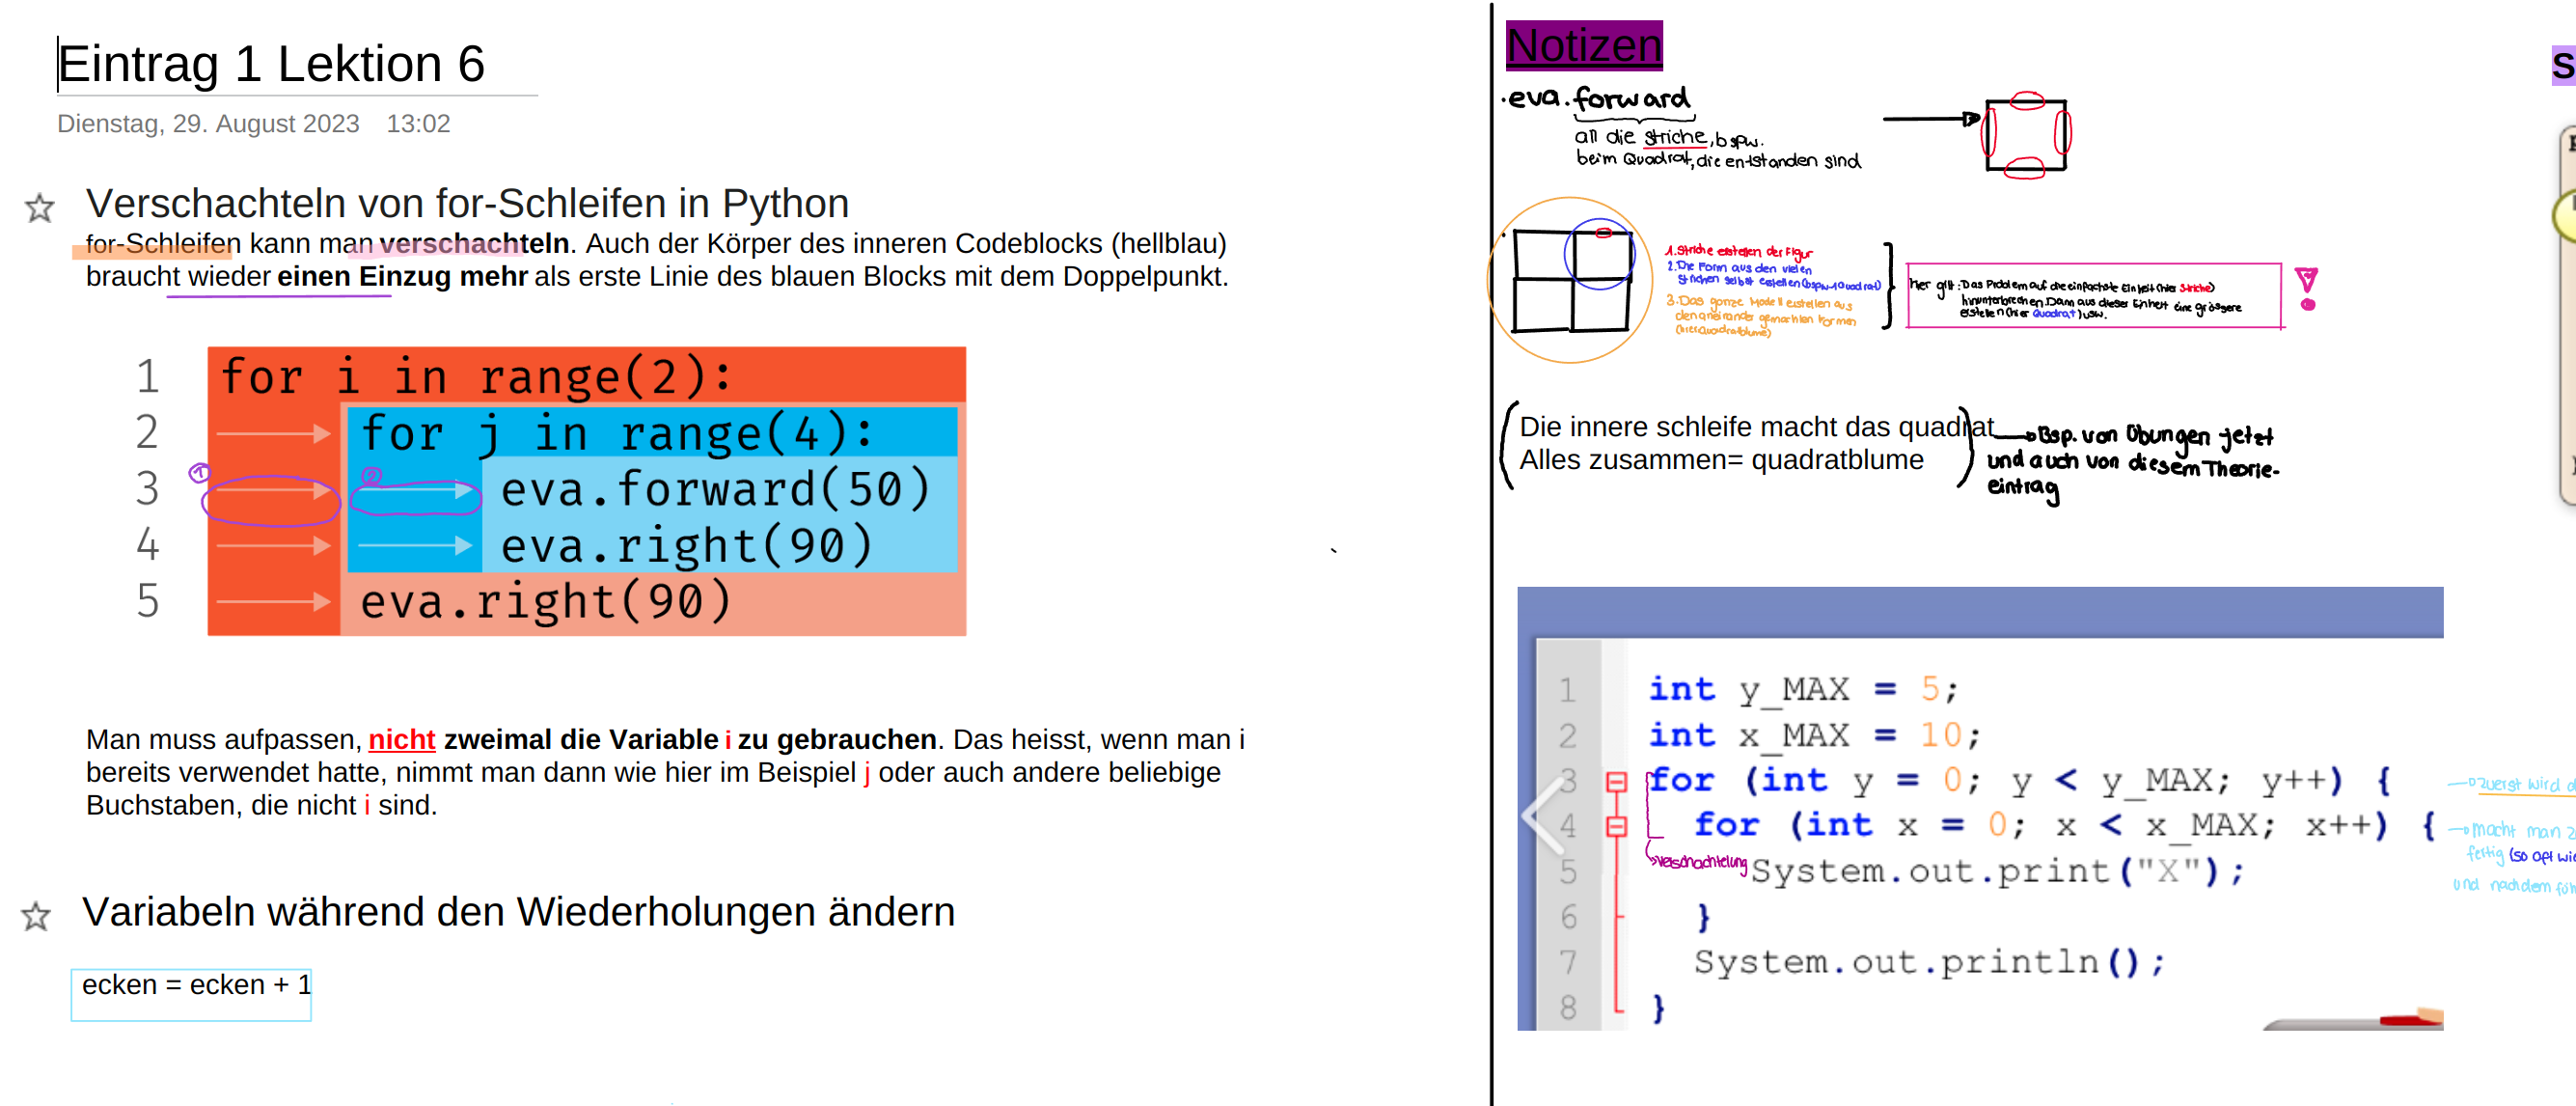 Eintrag 1 Lektion 6
Dienstag, 29. August 2023 13:02
Verschachteln von for-Schleifen in Python
for-Schleifen kann man verschachteln. Auch der Körper des inneren Codeblocks (hellblau)
braucht wieder einen Einzug mehr als erste Linie des blauen Blocks mit dem Doppelpunkt.
1 for i in range(2):
2 for j in range(4):
1 2
3 eva.forward(50)
4 eva.right(90)
5 eva.right(90)
Man muss aufpassen, nicht zweimal die Variable i zu gebrauchen. Das heisst, wenn man i
bereits verwendet hatte, nimmt man dann wie hier im Beispiel j oder auch andere beliebige
Buchstaben, die nicht i sind.
Variabeln während den Wiederholungen ändern
ecken = ecken + 1
Notizen
.eva.forward
all die Striche, bspw.
beim Quadrat, die entstanden sind
1. Striche erstellen der Figur
2. Die Form aus den vielen
Strichen selbst erstellen (bspw. 1 Quadrat)
3. Das ganze Modell erstellen aus
den aneinander gemachten Formen
(hier Quadratblume)
hier gilt: Das Problem auf die einfachste Einheit (hier Striche)
hinunterbrechen. Dann aus dieser Einheit eine grössere
erstellen (hier Quadrat) usw.
Die innere schleife macht das quadrat
Alles zusammen= quadratblume
Bsp. von Übungen jetzt
und auch von diesem Theorie-
eintrag
1 int y_MAX = 5;
2 int x_MAX = 10;
3 for (int y = 0; y < y_MAX; y++) {
4 for (int x = 0; x < x_MAX; x++) {
Verschachtelung
5 System.out.print("X");
6 }
7 System.out.println();
8 }
zuerst wird d
macht man z
fertig (so oft wie
und nachdem
S